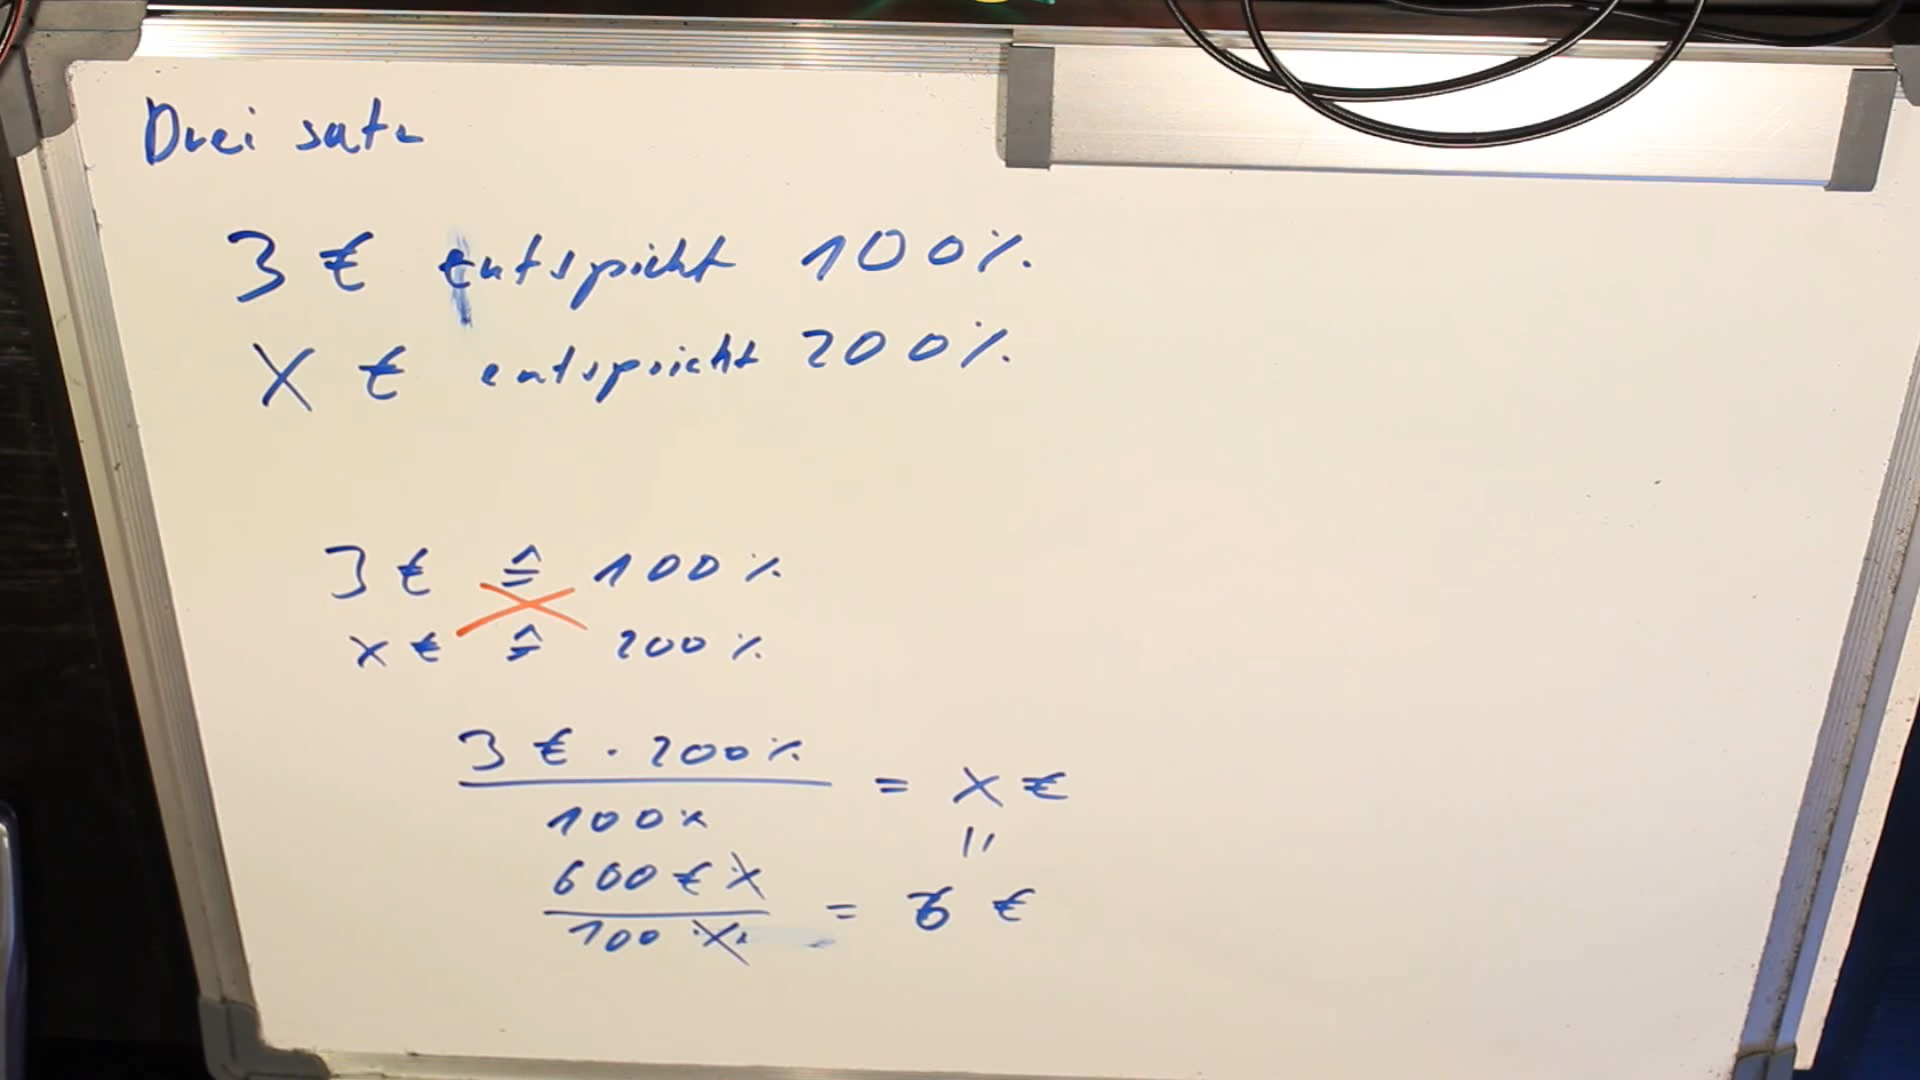 Drei satz
3 € entspricht 100%
X € entspricht 200%
3 € ≙ 100%
x € ≙ 200%
3 € · 200%
100% = X €
=
600 € %
100 % = 6 €